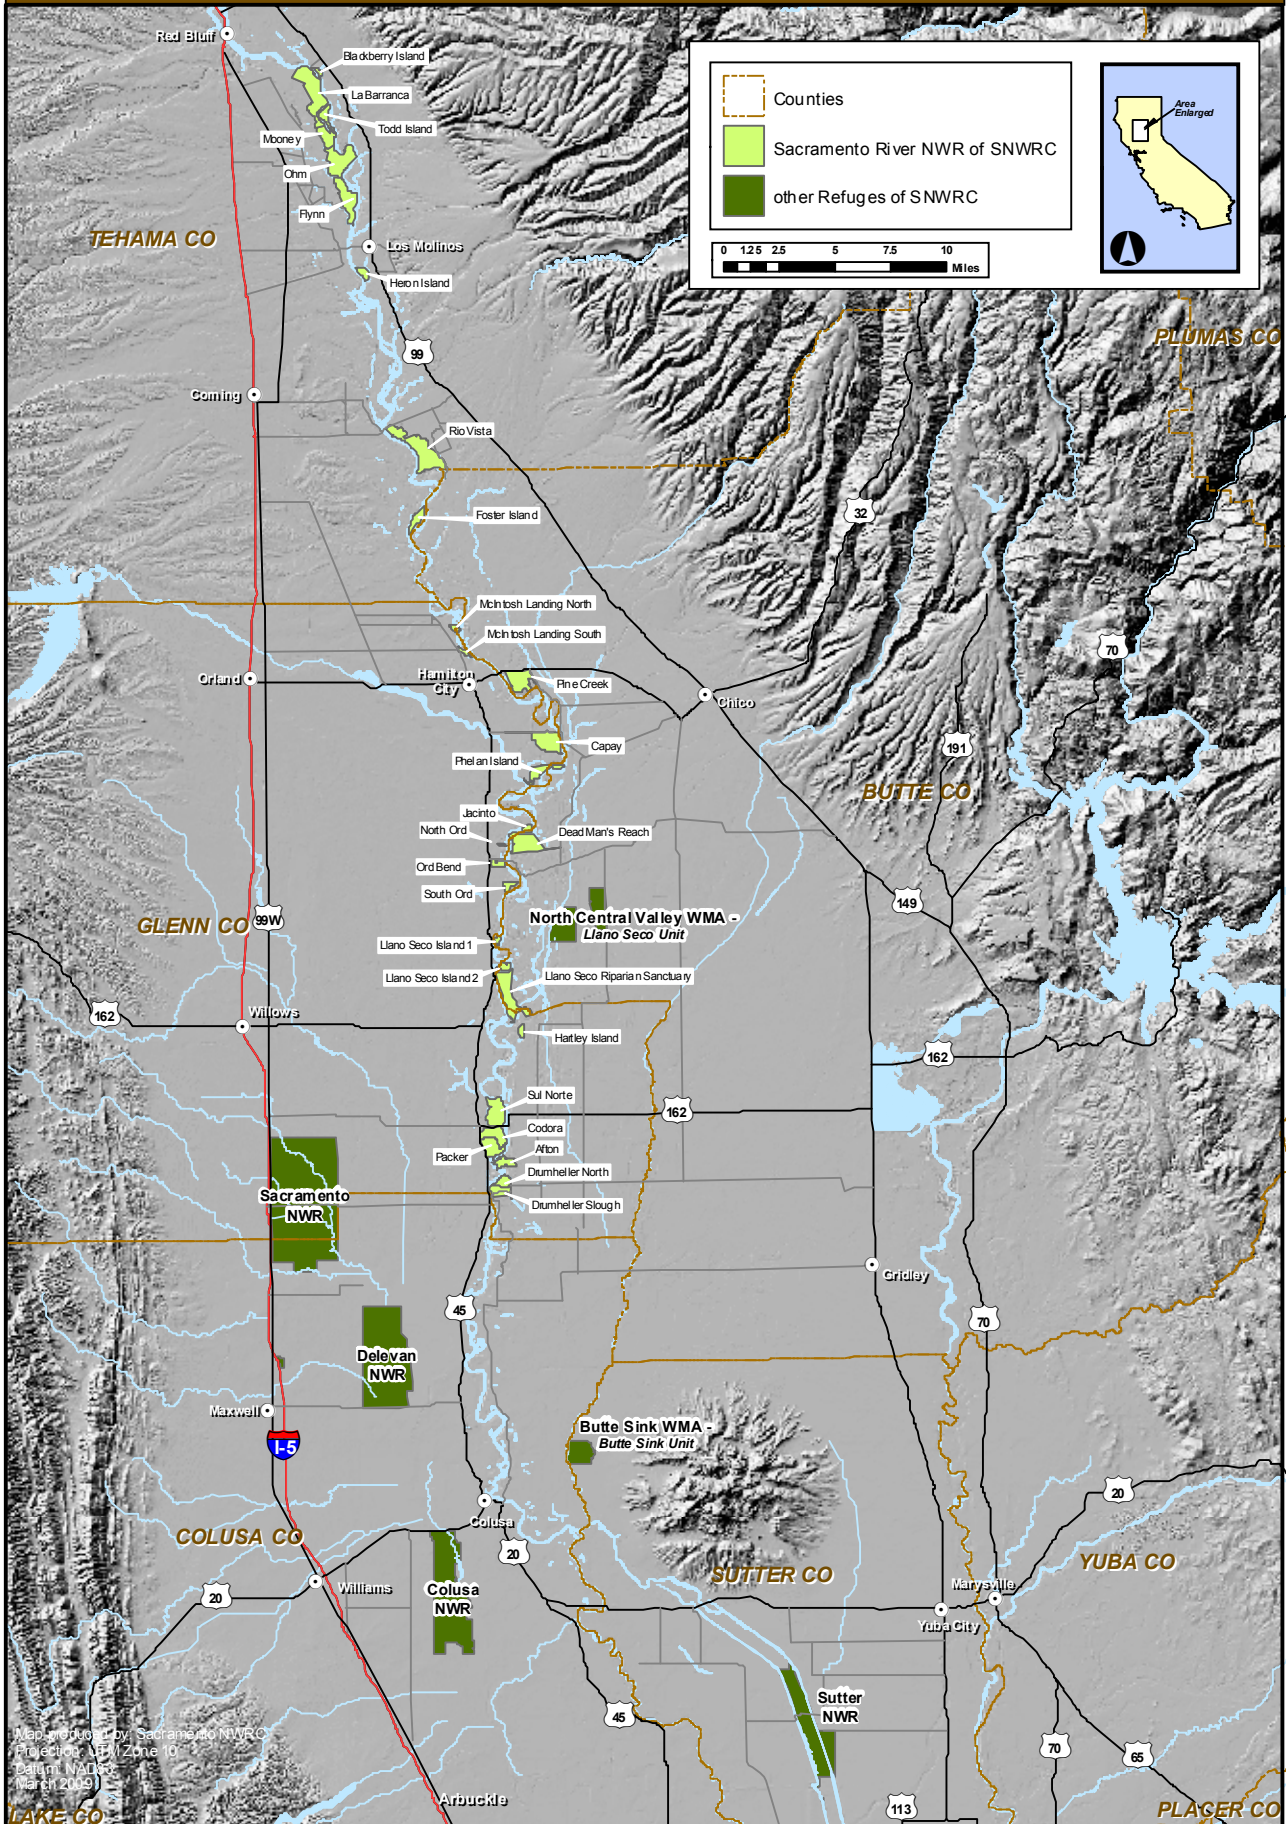 Red Bluff
Blackberry Island
La Barranca
Todd Island
Mooney
Ohm
Flynn
TEHAMA CO
Los Molinos
Heron Island
Counties
Sacramento River NWR of SNWRC
other Refuges of SNWRC
0 1.25 2.5 5 7.5 10
Miles
Area
Enlarged
99
PLUMAS CO
Corning
Rio Vista
32
Foster Island
McIntosh Landing North
McIntosh Landing South
70
Orland
Hamilton
City
Pine Creek
Chico
Capay
191
Phelan Island
BUTTE CO
Jacinto
North Ord
Dead Man's Reach
Ord Bend
South Ord
149
GLENN CO
99W
North Central Valley WMA -
Llano Seco Unit
Llano Seco Island 1
Llano Seco Island 2
Llano Seco Riparian Sanctuary
162
Willows
Hartley Island
162
Sul Norte
162
Codora
Packer
Afton
Drumheller North
Drumheller Slough
Sacramento
NWR
Gridley
45
70
Delevan
NWR
Maxwell
I-5
Butte Sink WMA -
Butte Sink Unit
20
Colusa
COLUSA CO
20
SUTTER CO
YUBA CO
Williams
20
Colusa
NWR
Marysville
Yuba City
Sutter
NWR
45
Map produced by: Sacramento NWRC
Projection: UTM Zone 10
Datum: NAD83
March 2009
70
65
Arbuckle
113
LAKE CO
PLACER CO